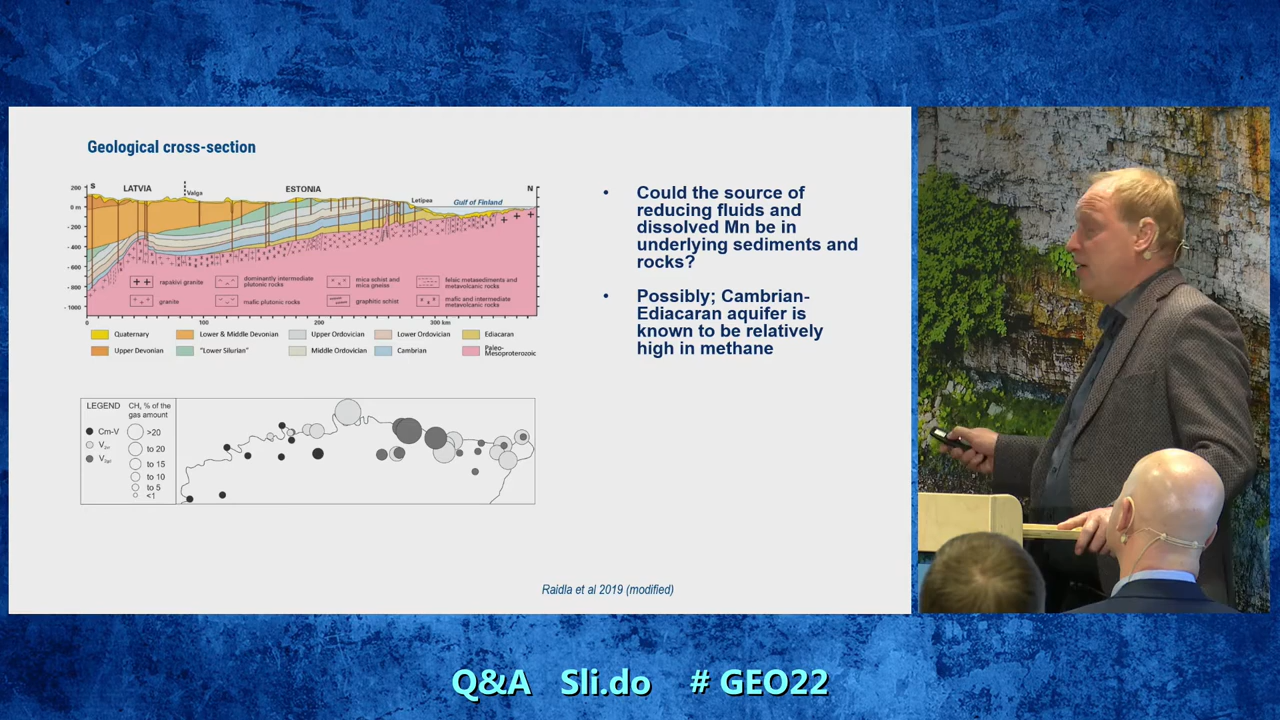 Geological cross-section
S LATVIA Valga ESTONIA N
Letipea Gulf of Finland
200
0 m
- 200
- 400
- 600
- 800
- 1000
rapakivi granite
dominantly intermediate
plutonic rocks
mica schist and
mica gneise
felsic metasediments and
metavolcanic rocks
granite
mafic plutonic rocks
graphitic schist
mafic and intermediate
metavolcanic rocks
0 100 200 300 km
Quaternary
Lower & Middle Devonian
Upper Ordovician
Lower Ordovician
Ediacaran
Upper Devonian
"Lower Silurian"
Middle Ordovician
Cambrian
Paleo-
Mesoproterozoic
• Could the source of
reducing fluids and
dissolved Mn be in
underlying sediments and
rocks?
• Possibly; Cambrian-
Ediacaran aquifer is
known to be relatively
high in methane
LEGEND
Cm-V
CH, % of the
gas amount
>20
to 20
to 15
to 10
to 5
<1
Raidla et al 2019 (modified)
Q&A Sli.do # GEO22